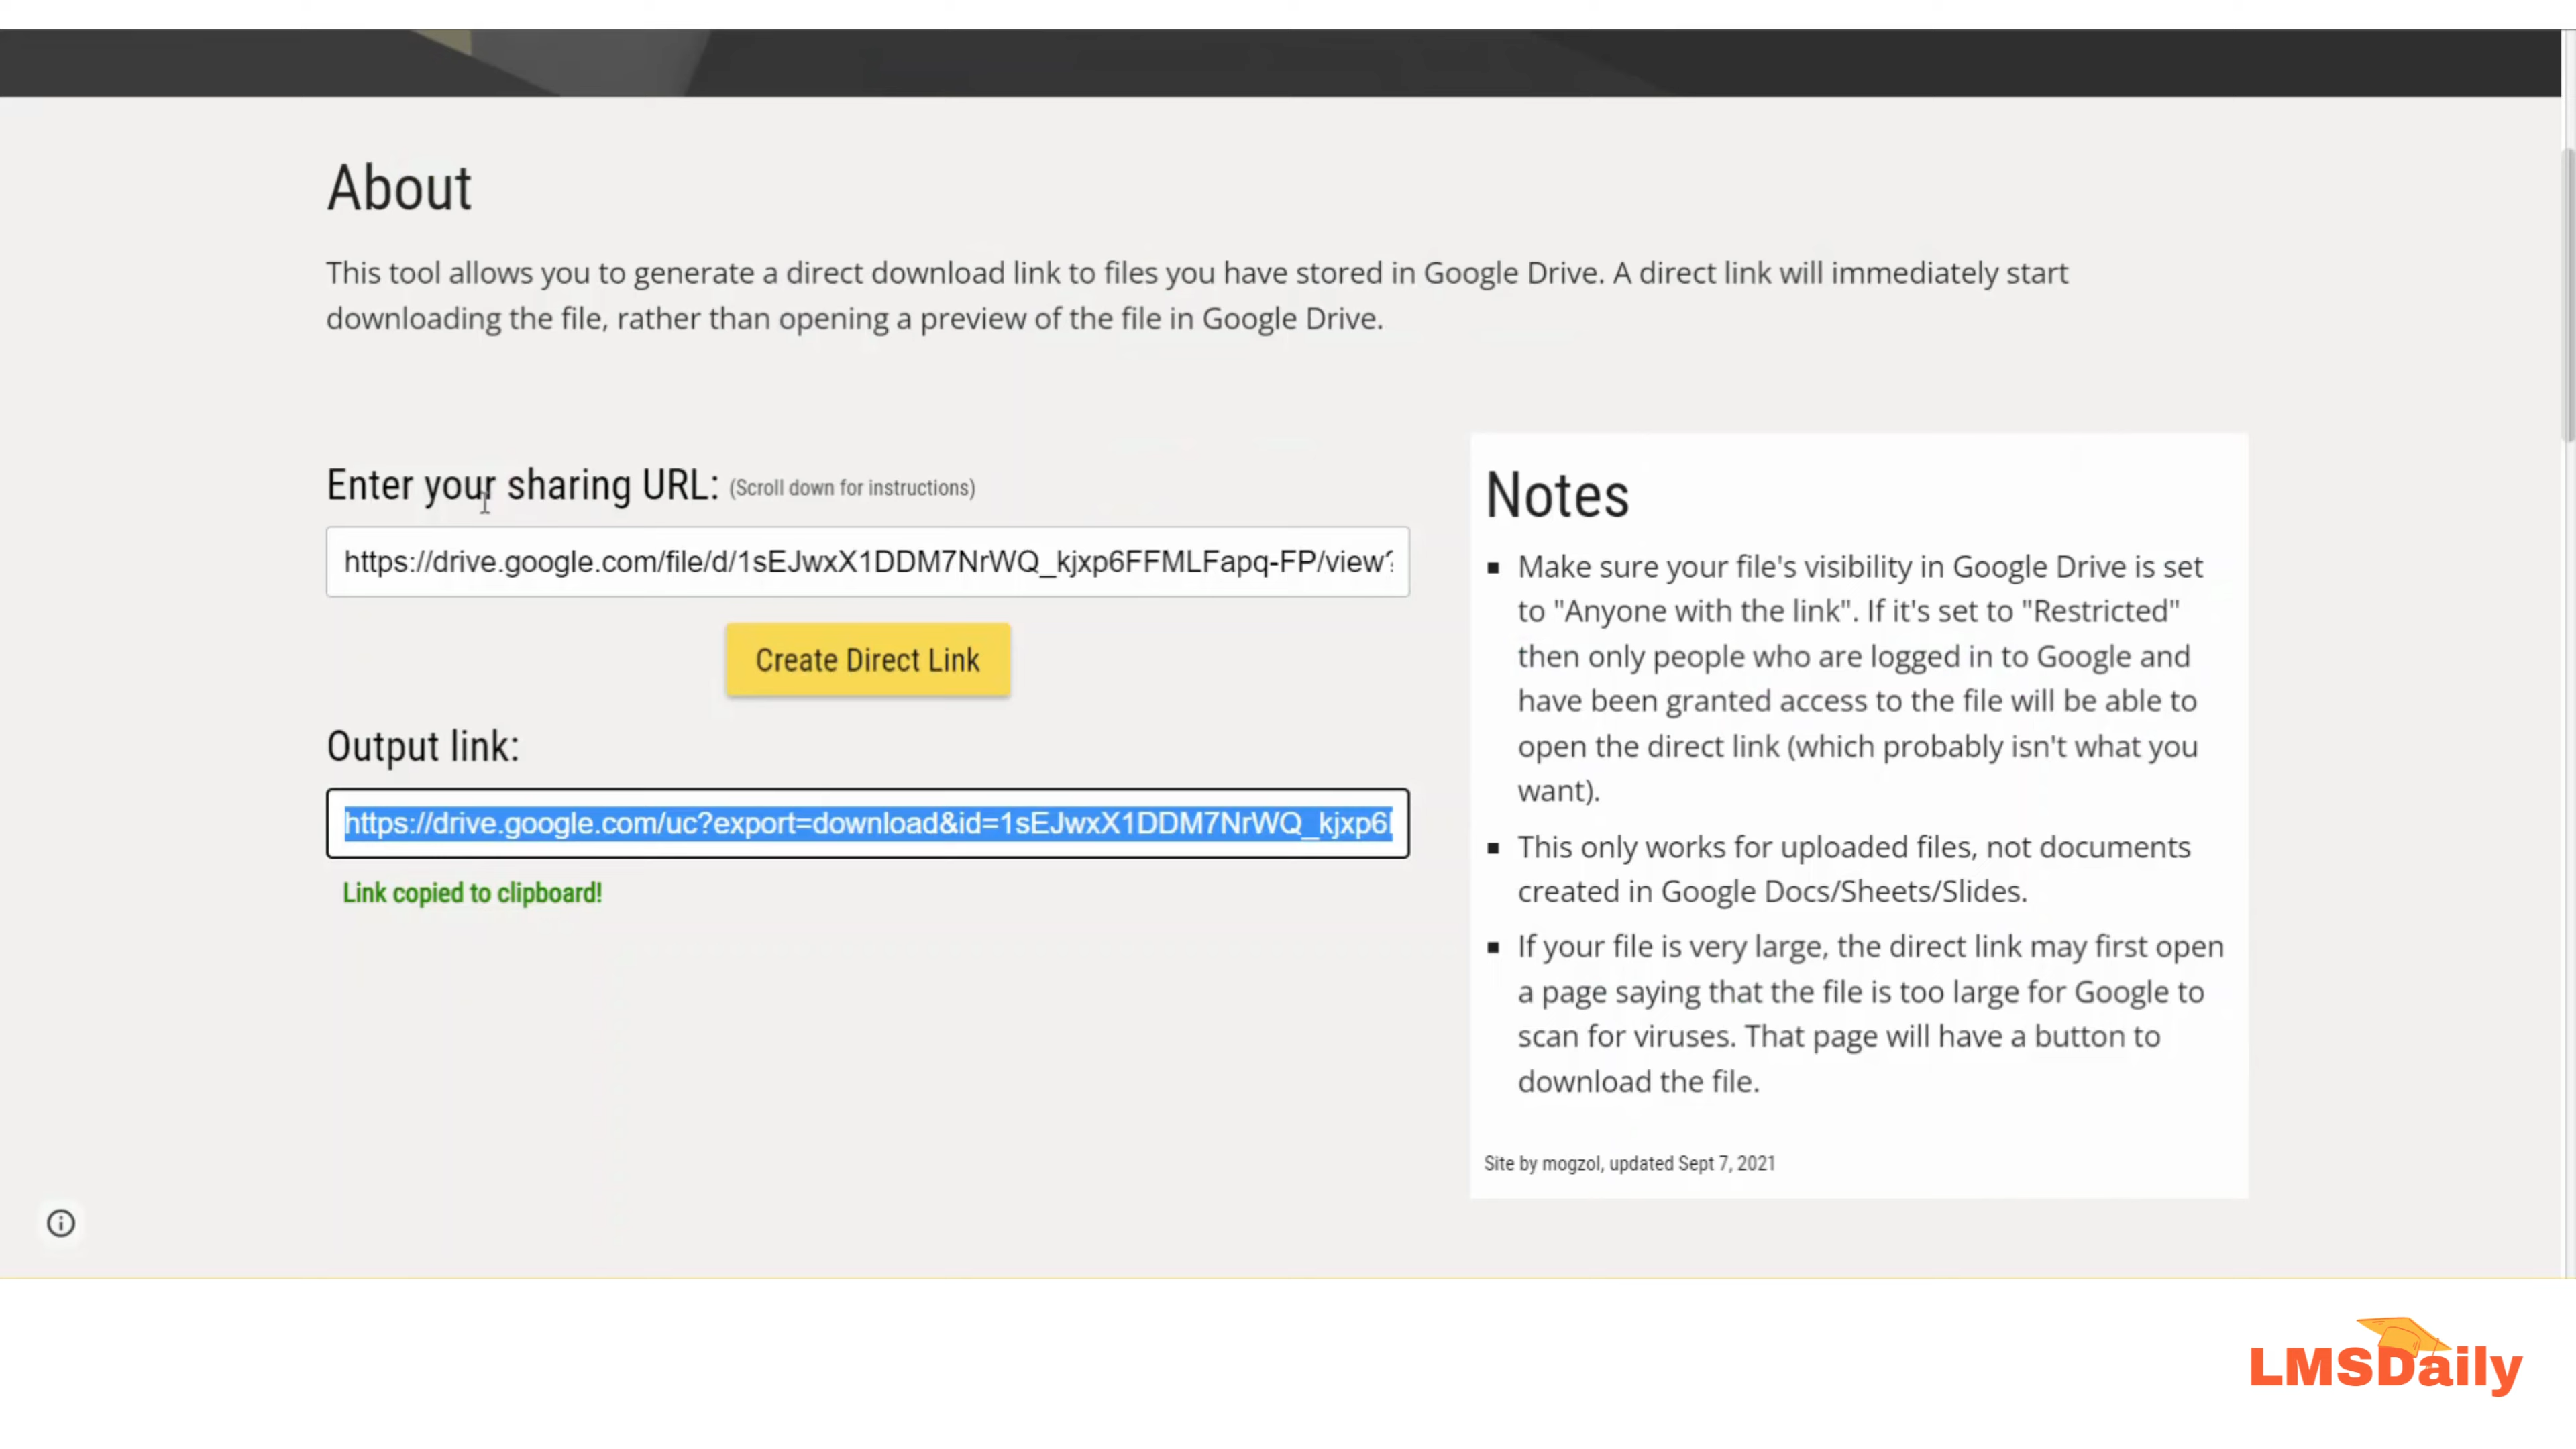 About
This tool allows you to generate a direct download link to files you have stored in Google Drive. A direct link will immediately start
downloading the file, rather than opening a preview of the file in Google Drive.
Enter your sharing URL: (Scroll down for instructions)
https://drive.google.com/file/d/1sEJwxX1DDM7NrWQ_kjxp6FFMLFapq-FP/view?
Create Direct Link
Output link:
https://drive.google.com/uc?export=download&id=1sEJwxX1DDM7NrWQ_kjxp6
Link copied to clipboard!
Notes
▪ Make sure your file's visibility in Google Drive is set
to "Anyone with the link". If it's set to "Restricted"
then only people who are logged in to Google and
have been granted access to the file will be able to
open the direct link (which probably isn't what you
want).
▪ This only works for uploaded files, not documents
created in Google Docs/Sheets/Slides.
▪ If your file is very large, the direct link may first open
a page saying that the file is too large for Google to
scan for viruses. That page will have a button to
download the file.
Site by mogzol, updated Sept 7, 2021
LMSDaily